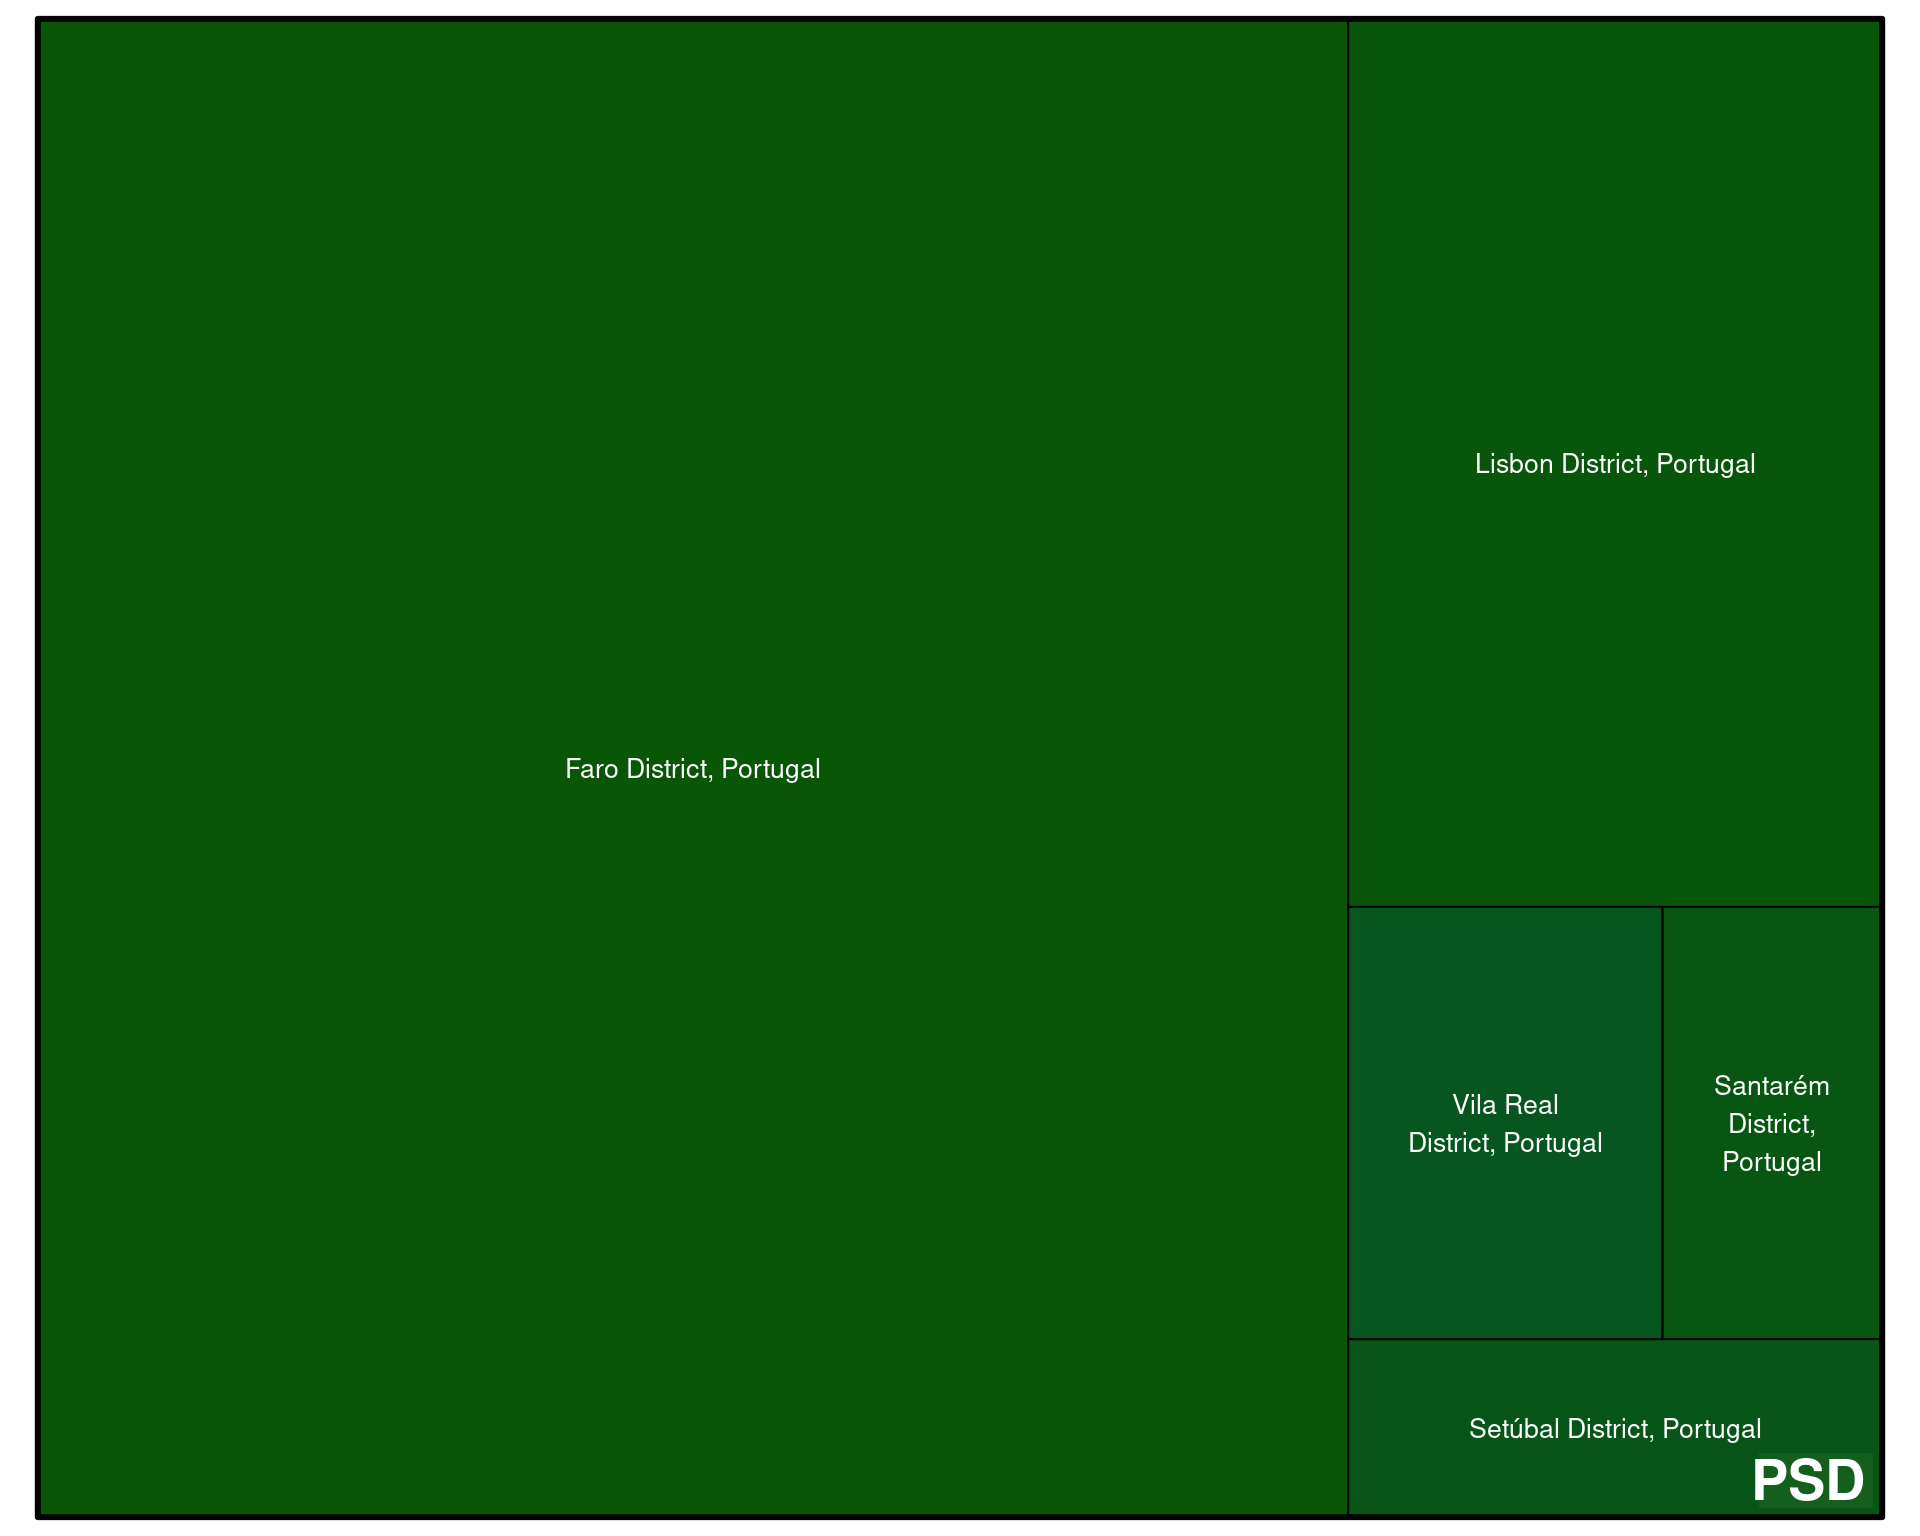 Faro District, Portugal
Lisbon District, Portugal
Vila Real
District, Portugal
Santarém
District,
Portugal
Setúbal District, Portugal
PSD